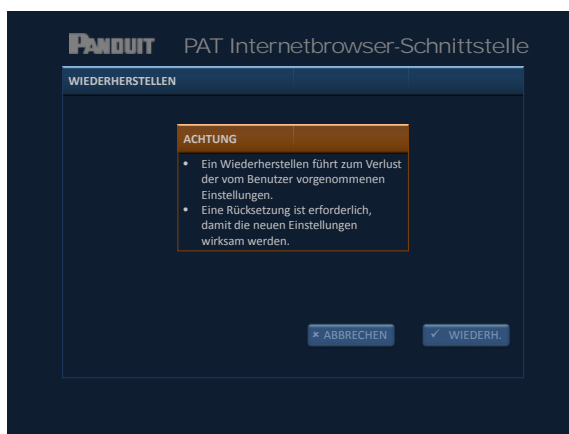 PANDUIT PAT Internetbrowser-Schnittstelle
WIEDERHERSTELLEN
ACHTUNG
• Ein Wiederherstellen führt zum Verlust
der vom Benutzer vorgenommenen
Einstellungen.
• Eine Rücksetzung ist erforderlich,
damit die neuen Einstellungen
wirksam werden.
× ABBRECHEN ✓ WIEDERH.